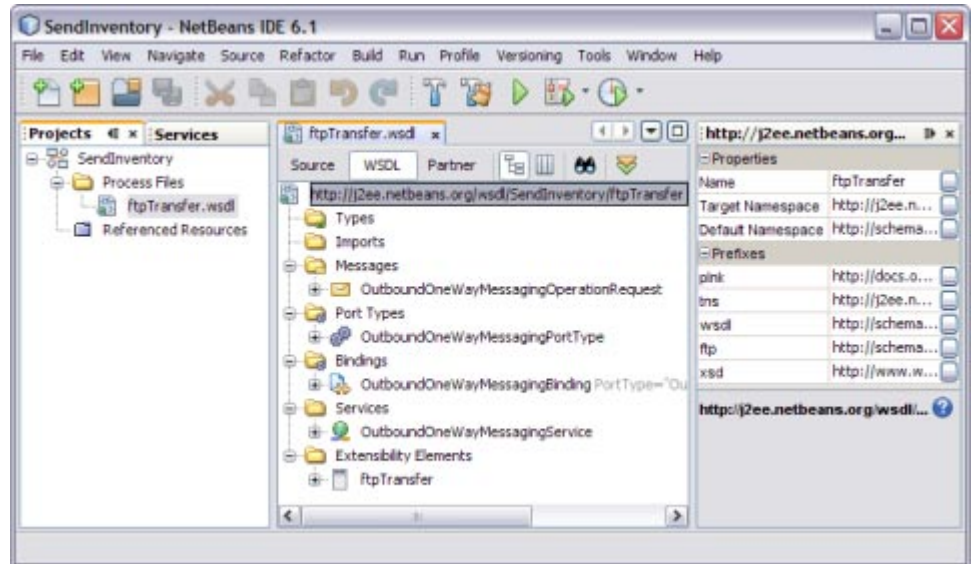 SendInventory - NetBeans IDE 6.1
File Edit View Navigate Source Refactor Build Run Profile Versioning Tools Window Help
Projects Services
SendInventory
Process Files
ftpTransfer.wsdl
Referenced Resources
ftpTransfer.wsdl
Source WSDL Partner
http://j2ee.netbeans.org/wsdl/SendInventory/ftpTransfer
Types
Imports
Messages
OutboundOneWayMessagingOperationRequest
Port Types
OutboundOneWayMessagingPortType
Bindings
OutboundOneWayMessagingBinding PortType="Ou
Services
OutboundOneWayMessagingService
Extensibility Elements
ftpTransfer
http://j2ee.netbeans.org...
Properties
Name ftpTransfer
Target Namespace http://j2ee.n...
Default Namespace http://schema...
Prefixes
plnk http://docs.o...
tns http://j2ee.n...
wsdl http://schema...
ftp http://schema...
xsd http://www.w...
http://j2ee.netbeans.org/wsdl/...